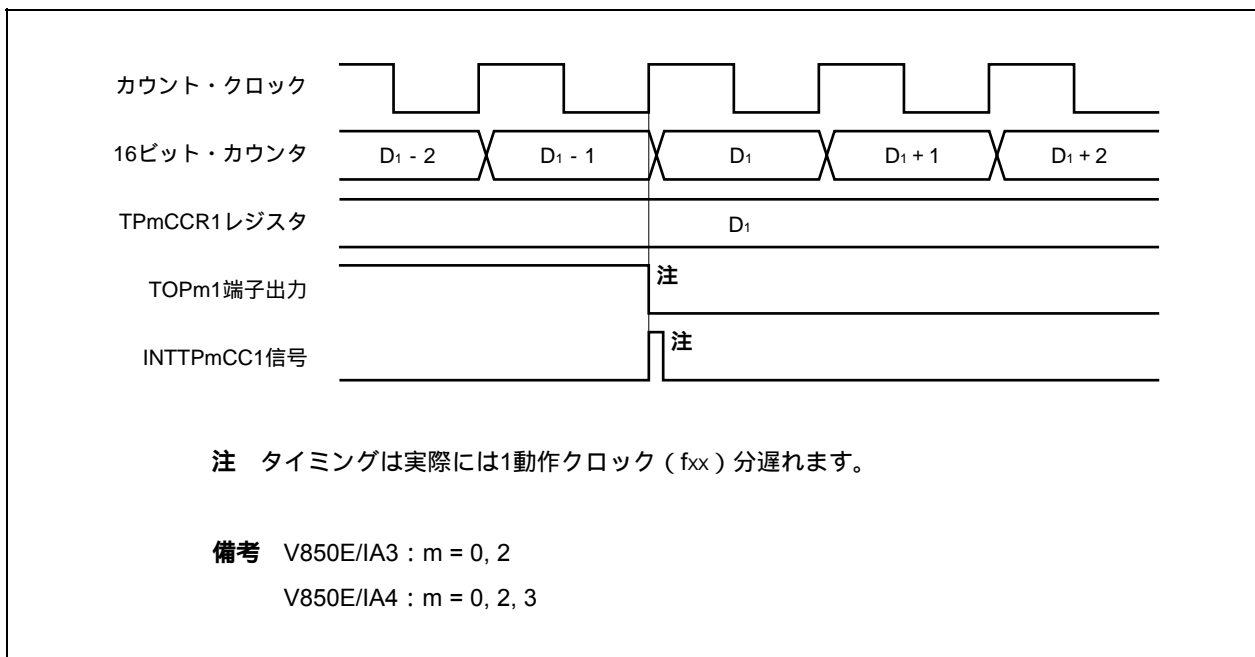 カウント・クロック
16ビット・カウンタ D1 - 2 D1 - 1 D1 D1 + 1 D1 + 2
TPmCCR1レジスタ D1
TOPm1端子出力 注
INTTPmCC1信号 注
注 タイミングは実際には1動作クロック（fxx）分遅れます。
備考 V850E/IA3：m = 0, 2
V850E/IA4：m = 0, 2, 3